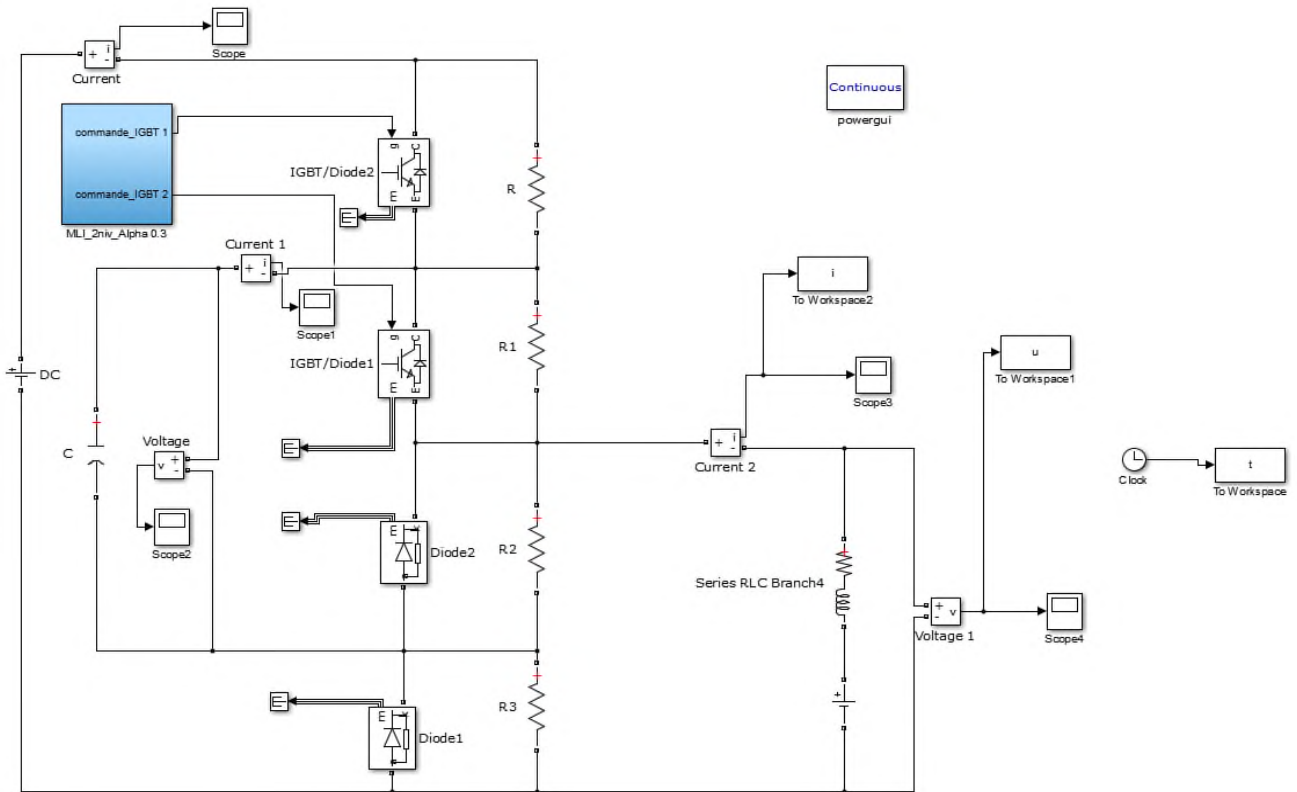 Scope
i
+
-
Current
Continuous
powergui
commande_IGBT 1
commande_IGBT 2
MLI_2niv_Alpha 0.3
g
C
E
E
IGBT/Diode2
R
Current 1
i
+
-
Scope1
i
To Workspace2
g
C
E
E
IGBT/Diode1
R1
u
To Workspace1
DC
Scope3
C
Voltage
v
+
-
Current 2
i
+
-
Clock
t
To Workspace
Scope2
Diode2
R2
Series RLC Branch4
+
-
v
Voltage 1
Scope4
R3
Diode1